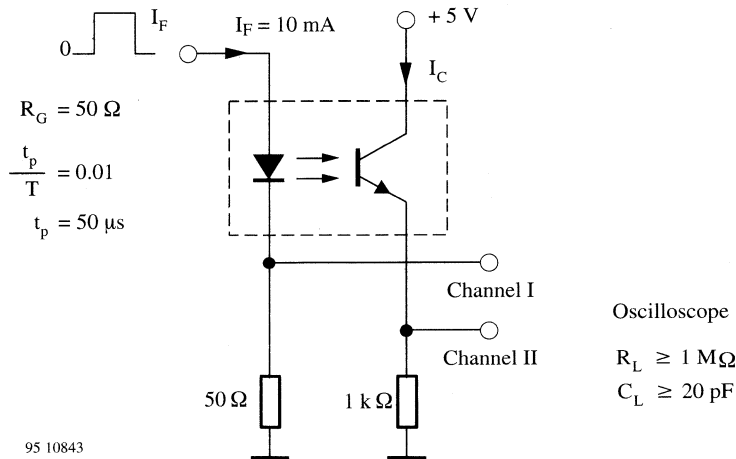 I_F
0
I_F = 10 mA
+ 5 V
I_C
R_G = 50 Ω
t_p / T = 0.01
t_p = 50 μs
Channel I
Channel II
50 Ω
1 kΩ
Oscilloscope
R_L ≥ 1 MΩ
C_L ≥ 20 pF
95 10843